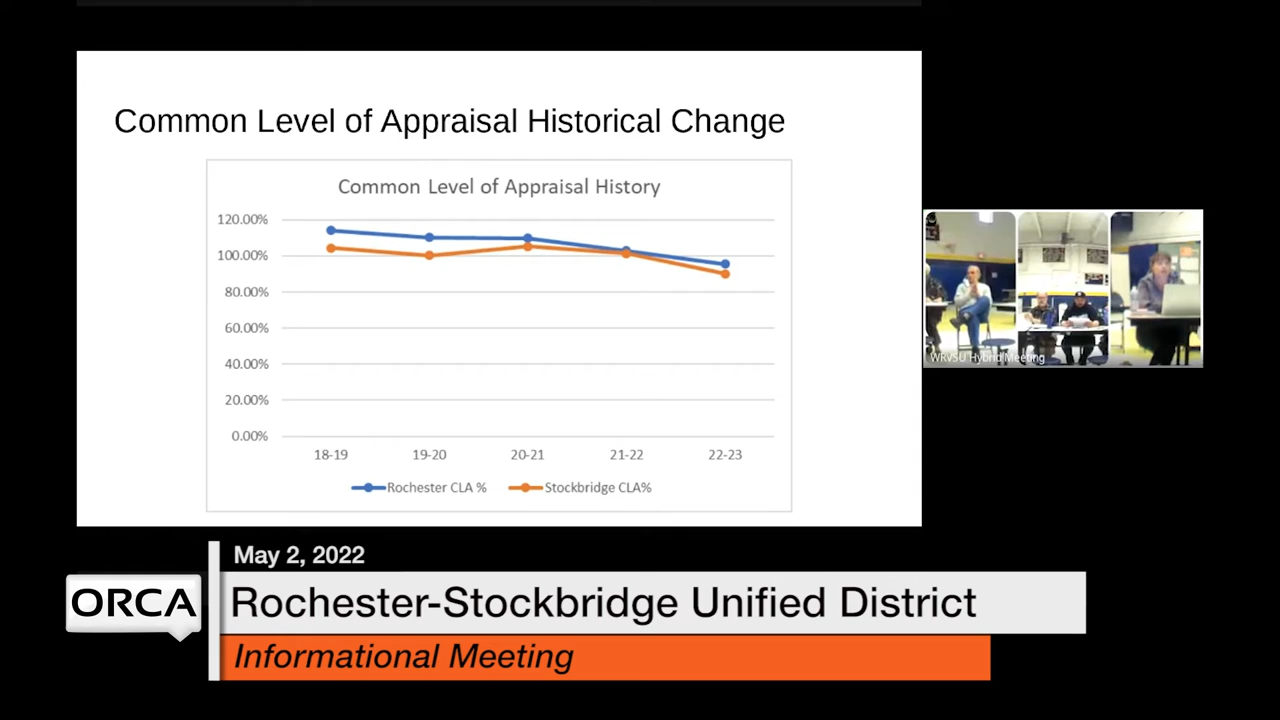 Common Level of Appraisal Historical Change
Common Level of Appraisal History
120.00%
100.00%
80.00%
60.00%
40.00%
20.00%
0.00%
18-19 19-20 20-21 21-22 22-23
Rochester CLA % Stockbridge CLA%
WRVSU Hybrid Meeting
May 2, 2022
ORCA
Rochester-Stockbridge Unified District
Informational Meeting